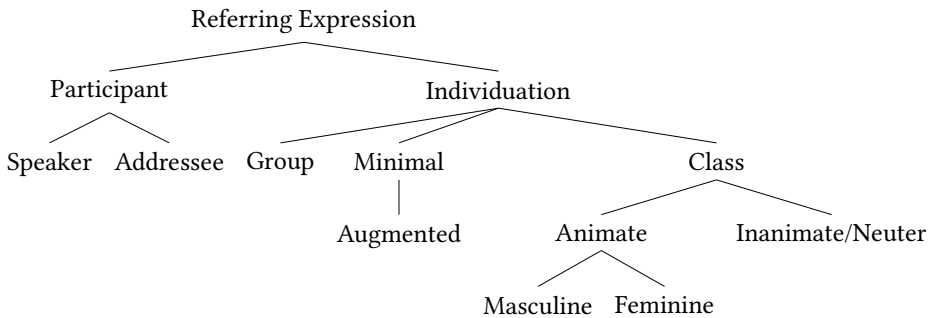 Referring Expression
Participant Individuation
Speaker Addressee Group Minimal Class
Augmented Animate Inanimate/Neuter
Masculine Feminine